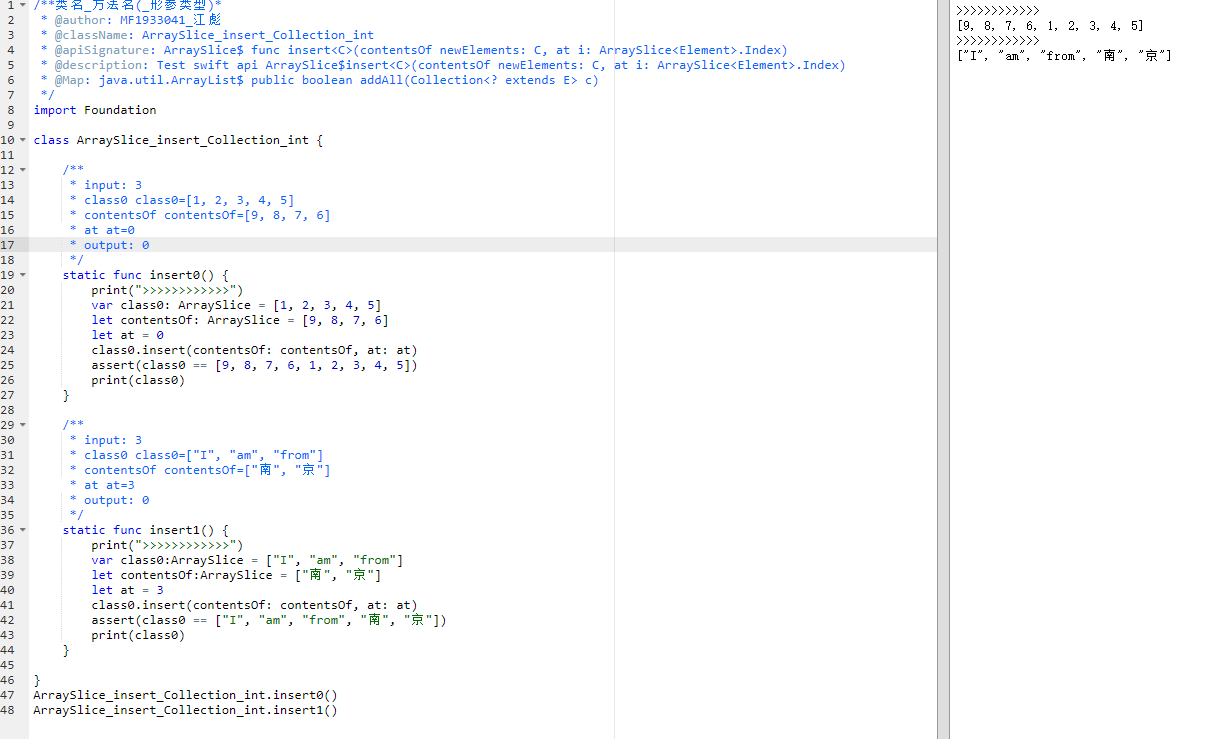 1 /**类名_方法名(_形参类型)*
2  * @author: MF1933041_江彪
3  * @className: ArraySlice_insert_Collection_int
4  * @apiSignature: ArraySlice$ func insert<C>(contentsOf newElements: C, at i: ArraySlice<Element>.Index)
5  * @description: Test swift api ArraySlice$insert<C>(contentsOf newElements: C, at i: ArraySlice<Element>.Index)
6  * @Map: java.util.ArrayList$ public boolean addAll(Collection<? extends E> c)
7  */
8 import Foundation
9
10 class ArraySlice_insert_Collection_int {
11
12     /**
13      * input: 3
14      * class0 class0=[1, 2, 3, 4, 5]
15      * contentsOf contentsOf=[9, 8, 7, 6]
16      * at at=0
17      * output: 0
18      */
19     static func insert0() {
20         print(">>>>>>>>>>>>")
21         var class0: ArraySlice = [1, 2, 3, 4, 5]
22         let contentsOf: ArraySlice = [9, 8, 7, 6]
23         let at = 0
24         class0.insert(contentsOf: contentsOf, at: at)
25         assert(class0 == [9, 8, 7, 6, 1, 2, 3, 4, 5])
26         print(class0)
27     }
28
29     /**
30      * input: 3
31      * class0 class0=["I", "am", "from"]
32      * contentsOf contentsOf=["南", "京"]
33      * at at=3
34      * output: 0
35      */
36     static func insert1() {
37         print(">>>>>>>>>>>>")
38         var class0:ArraySlice = ["I", "am", "from"]
39         let contentsOf:ArraySlice = ["南", "京"]
40         let at = 3
41         class0.insert(contentsOf: contentsOf, at: at)
42         assert(class0 == ["I", "am", "from", "南", "京"])
43         print(class0)
44     }
45
46 }
47 ArraySlice_insert_Collection_int.insert0()
48 ArraySlice_insert_Collection_int.insert1()
>>>>>>>>>>>>
[9, 8, 7, 6, 1, 2, 3, 4, 5]
>>>>>>>>>>>>
["I", "am", "from", "南", "京"]